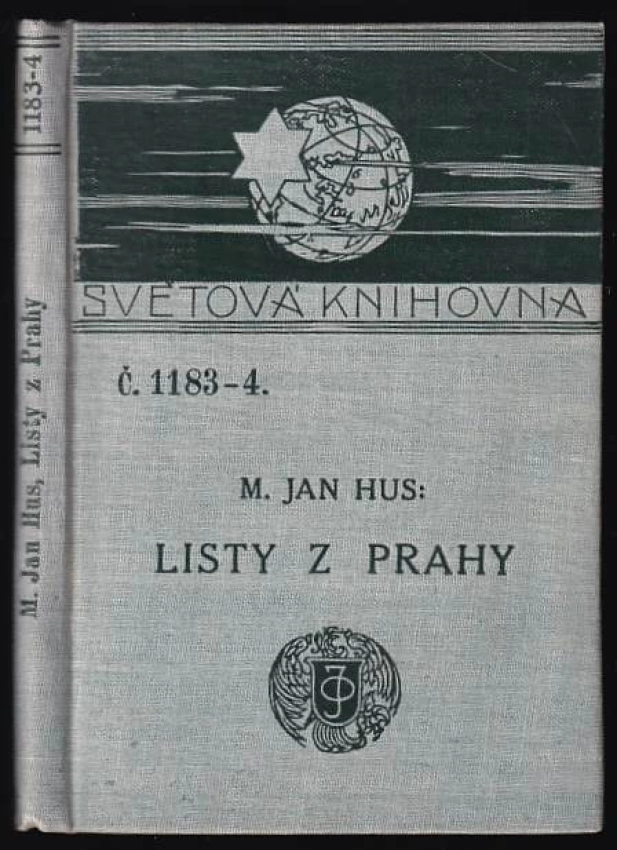 1183-4
M. Jan Hus, Listy z Prahy
SVĚTOVÁ KNIHOVNA
Č. 1183-4.
M. JAN HUS:
LISTY Z PRAHY